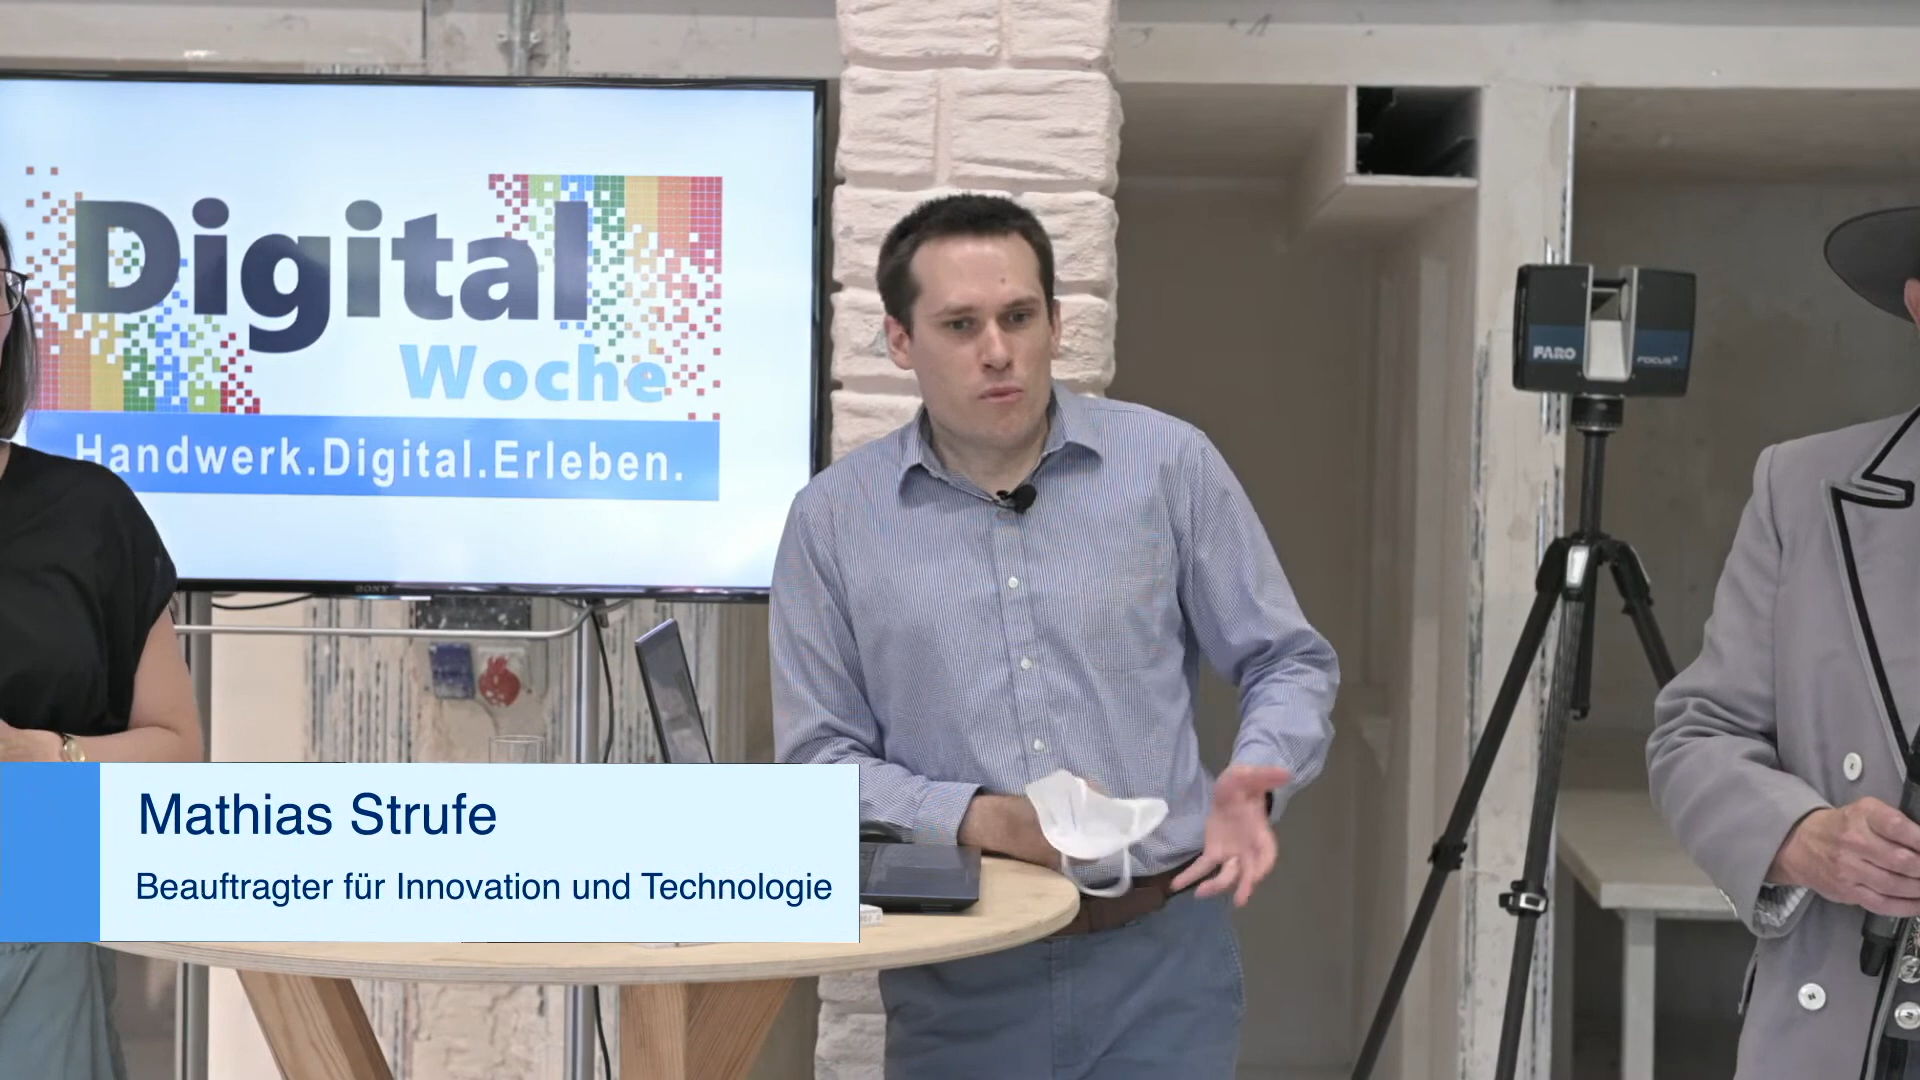 Digital
Woche
Handwerk.Digital.Erleben.
SONY
FARO
FOCUS
Mathias Strufe
Beauftragter für Innovation und Technologie